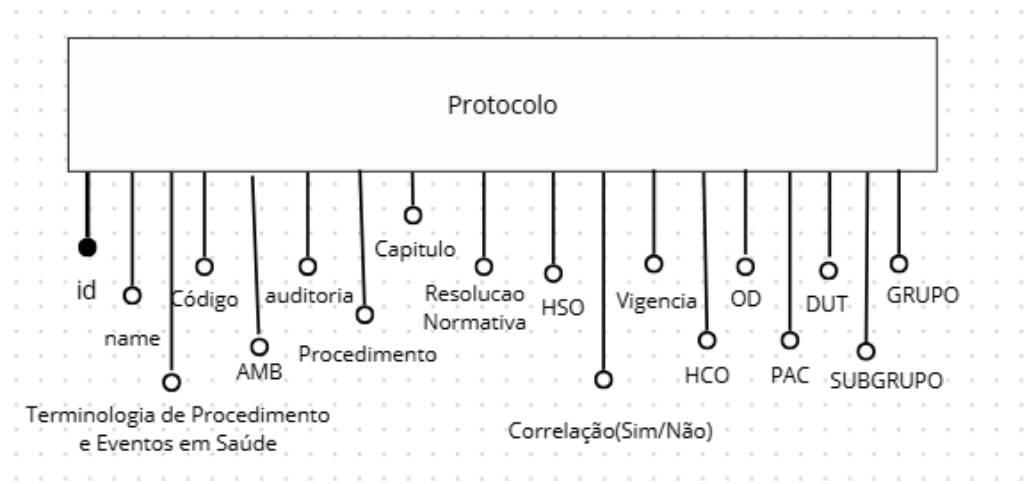 Protocolo
id
name
Terminologia de Procedimento
e Eventos em Saúde
Código
AMB
auditoria
Procedimento
Capitulo
Resolucao
Normativa
HSO
Correlação(Sim/Não)
Vigencia
HCO
OD
PAC
DUT
SUBGRUPO
GRUPO